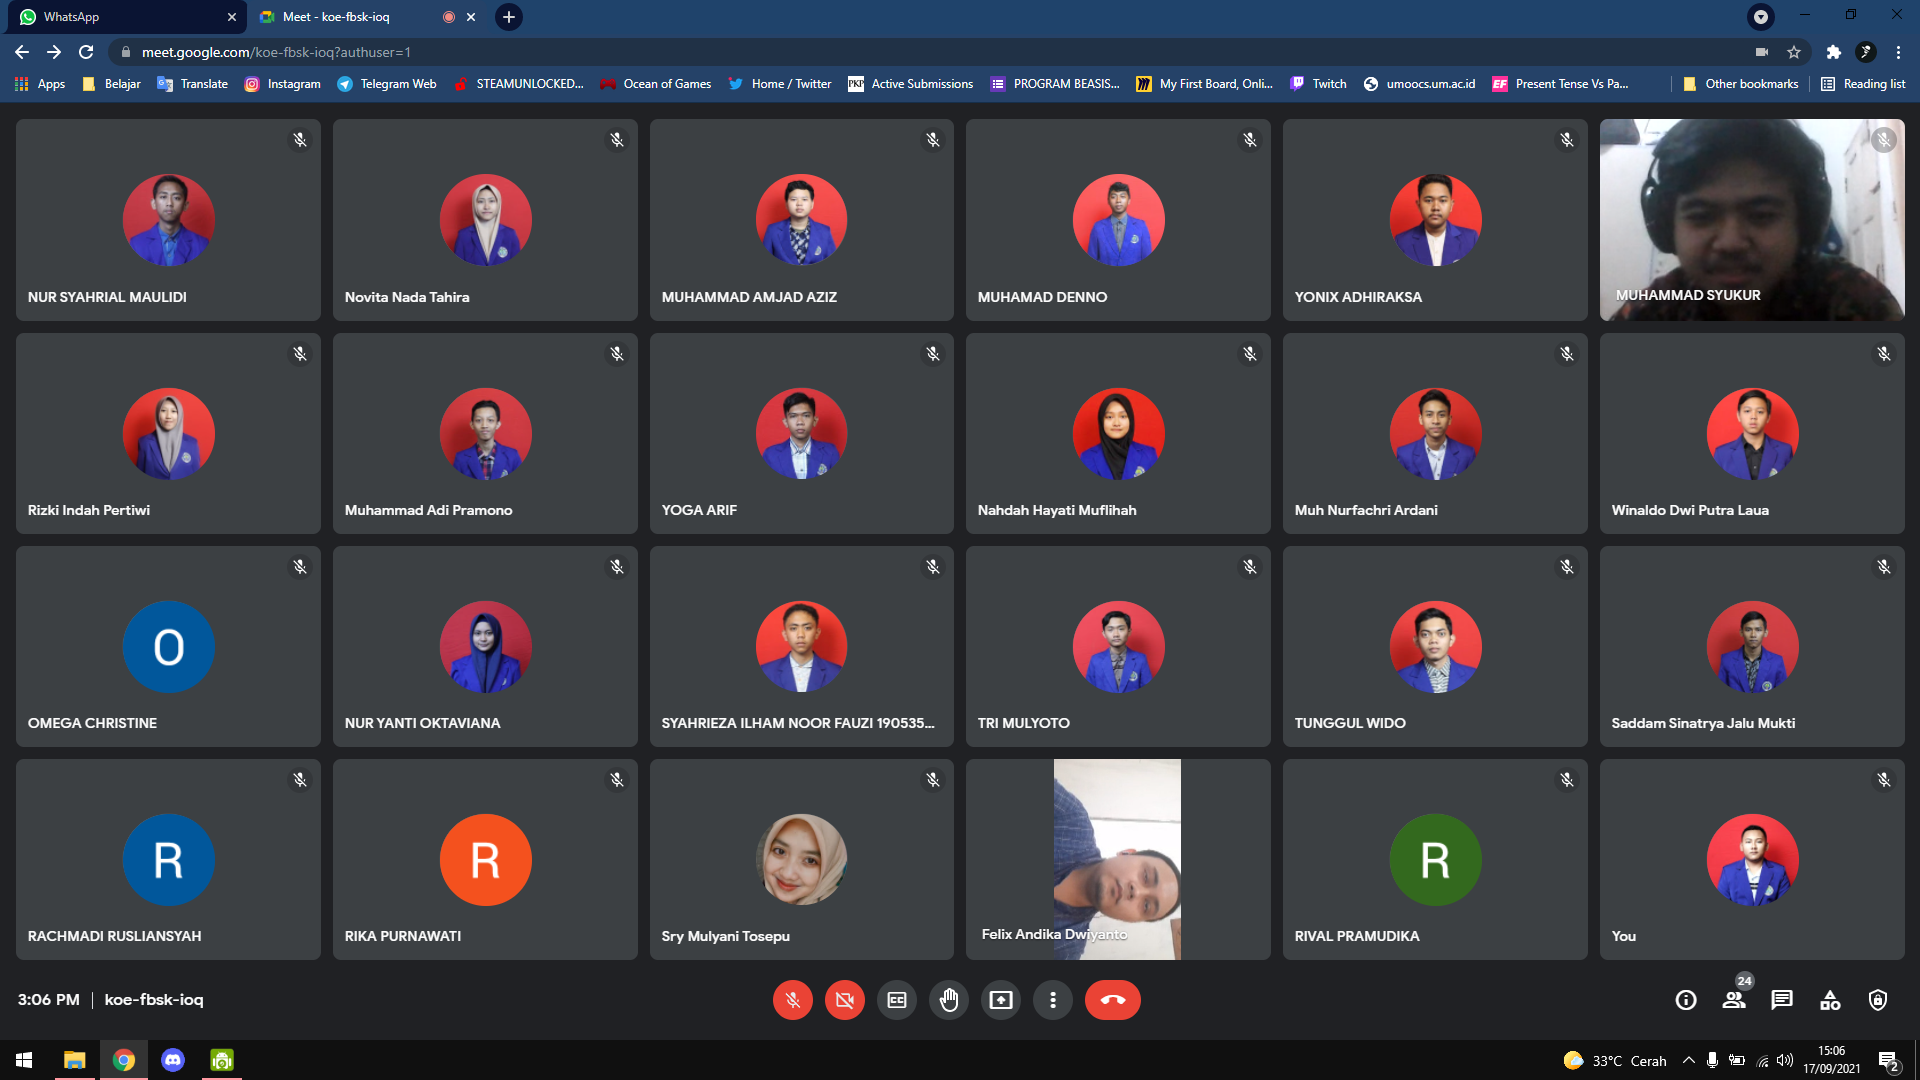 WhatsApp
Meet - koe-fbsk-ioq
meet.google.com/koe-fbsk-ioq?authuser=1
Apps
Belajar
Translate
Instagram
Telegram Web
STEAMUNLOCKED...
Ocean of Games
Home / Twitter
PKP
Active Submissions
PROGRAM BEASIS...
My First Board, Onli...
Twitch
umoocs.um.ac.id
EF
Present Tense Vs Pa...
Other bookmarks
Reading list
NUR SYAHRIAL MAULIDI
Novita Nada Tahira
MUHAMMAD AMJAD AZIZ
MUHAMAD DENNO
YONIX ADHIRAKSA
MUHAMMAD SYUKUR
Rizki Indah Pertiwi
Muhammad Adi Pramono
YOGA ARIF
Nahdah Hayati Muflihah
Muh Nurfachri Ardani
Winaldo Dwi Putra Laua
O
OMEGA CHRISTINE
NUR YANTI OKTAVIANA
SYAHRIEZA ILHAM NOOR FAUZI 190535...
TRI MULYOTO
TUNGGUL WIDO
Saddam Sinatrya Jalu Mukti
R
RACHMADI RUSLIANSYAH
R
RIKA PURNAWATI
Sry Mulyani Tosepu
Felix Andika Dwiyanto
R
RIVAL PRAMUDIKA
You
3:06 PM | koe-fbsk-ioq
CC
24
33°C Cerah
15:06
17/09/2021
2